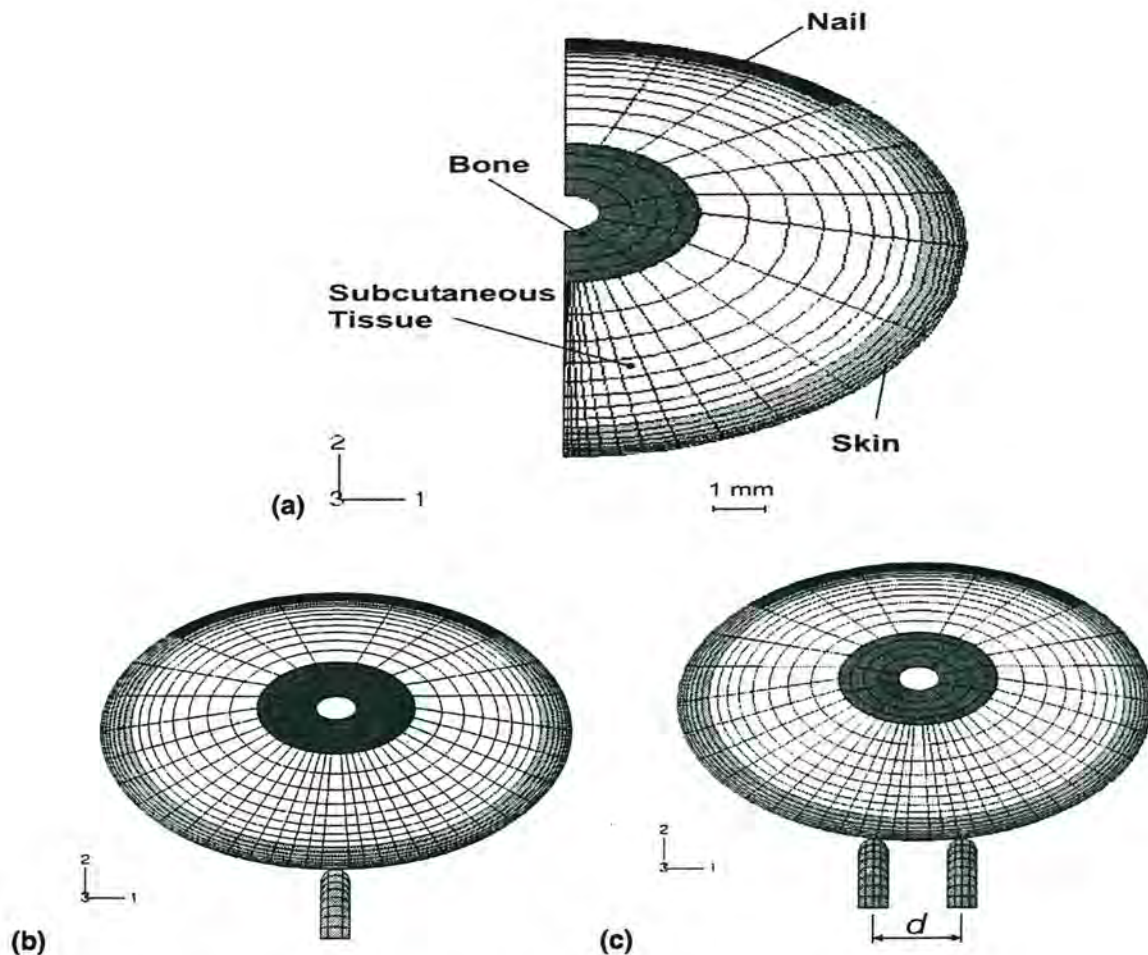 Nail
Bone
Subcutaneous
Tissue
Skin
2
3 1
1 mm
(a)
2
3 1
(b)
2
3 1
d
(c)